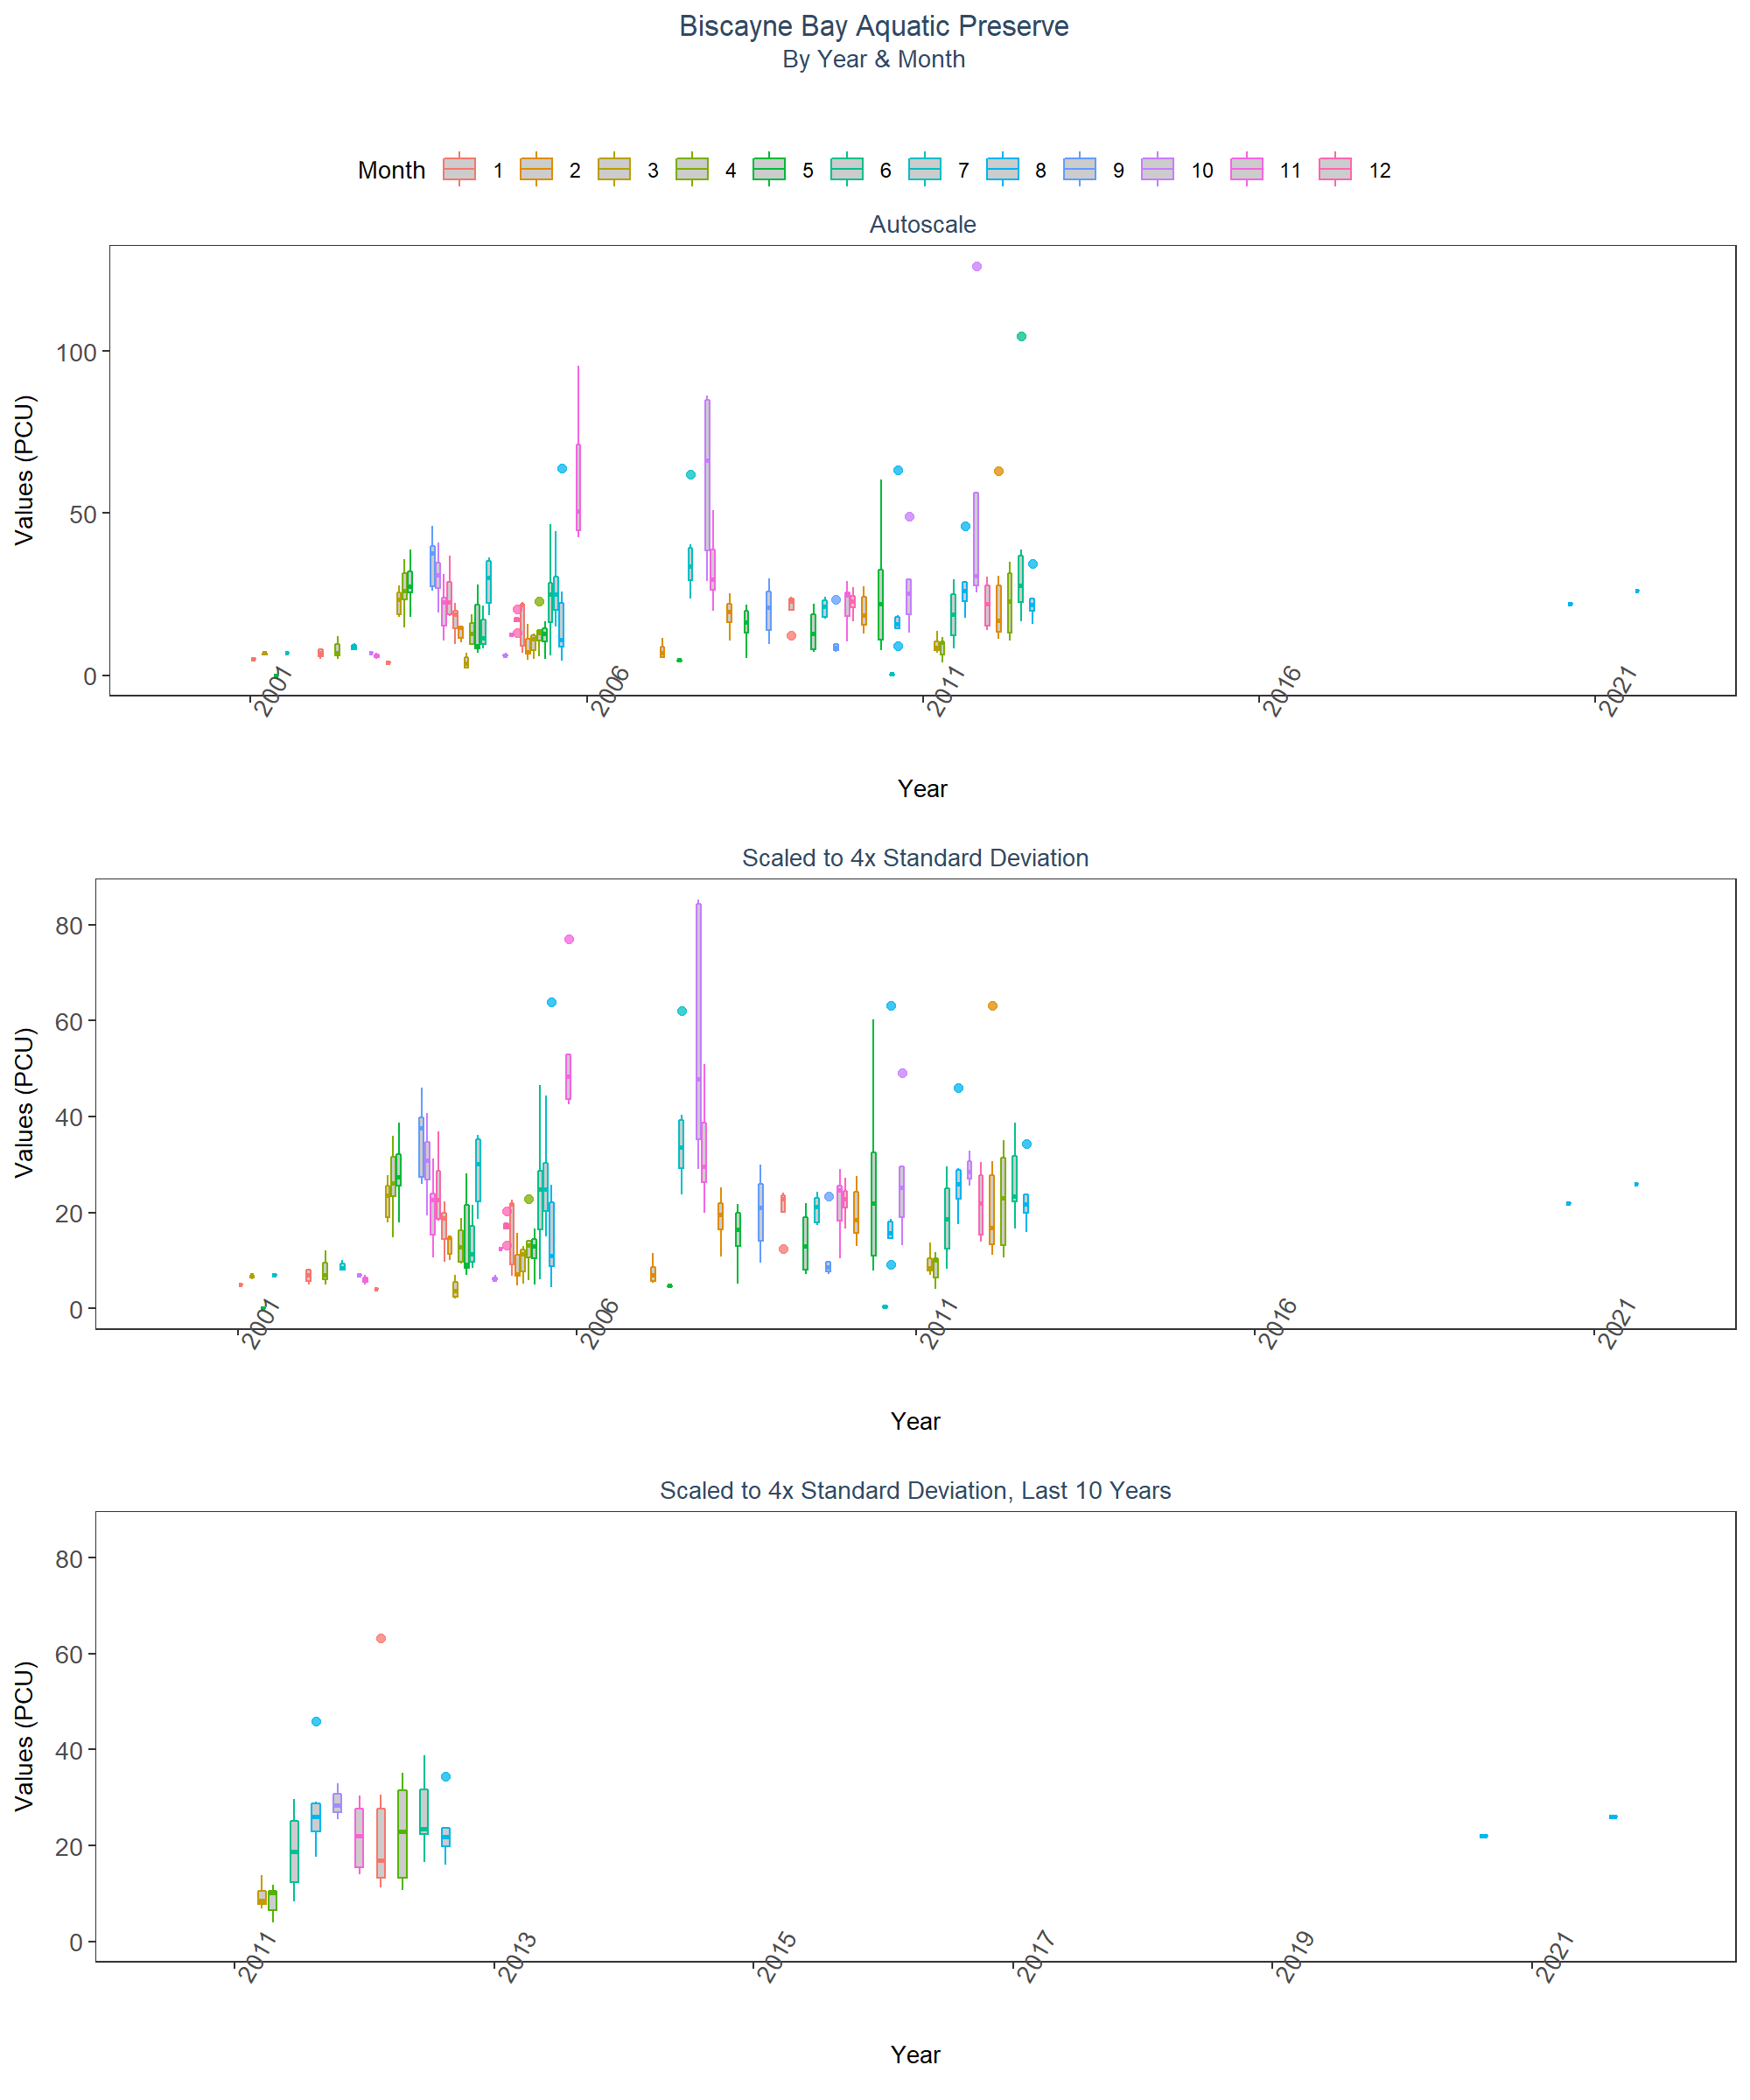 Biscayne Bay Aquatic Preserve
By Year & Month
Month 1 2 3 4 5 6 7 8 9 10 11 12
Autoscale
Values (PCU)
100
50
0
2001 2006 2011 2016 2021
Year
Scaled to 4x Standard Deviation
Values (PCU)
80
60
40
20
0
2001 2006 2011 2016 2021
Year
Scaled to 4x Standard Deviation, Last 10 Years
Values (PCU)
80
60
40
20
0
2011 2013 2015 2017 2019 2021
Year